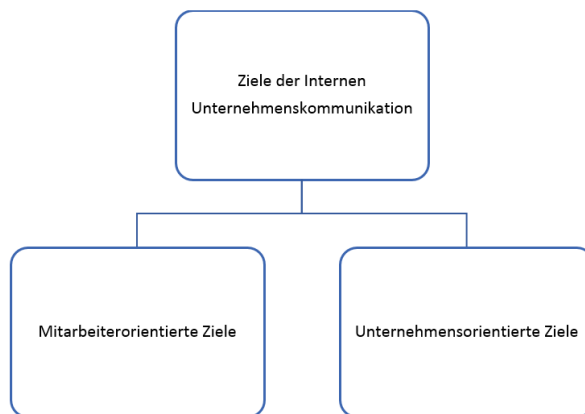 Ziele der Internen
Unternehmenskommunikation
Mitarbeiterorientierte Ziele
Unternehmensorientierte Ziele